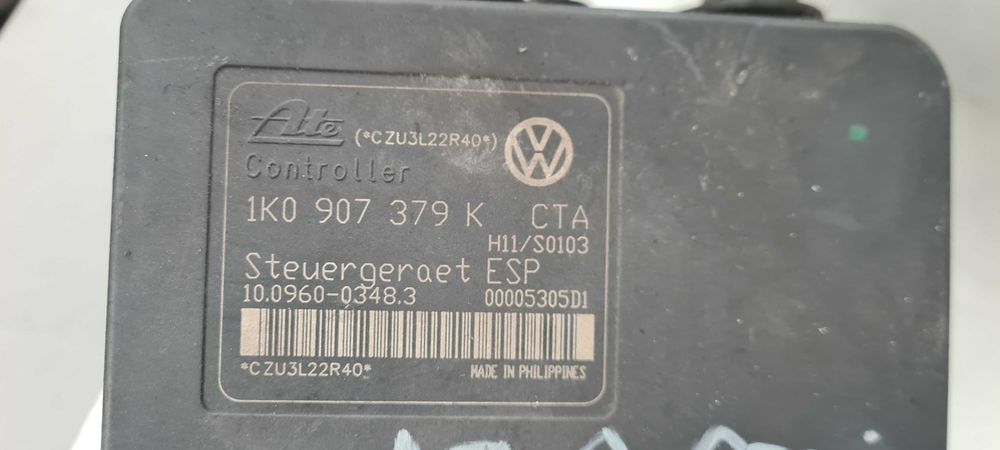 Ate (*CZU3L22R40*)
Controller
1K0 907 379 K CTA
H11/S0103
Steuergeraet ESP
10.0960-0348.3 00005305D1
*CZU3L22R40* MADE IN PHILIPPINES